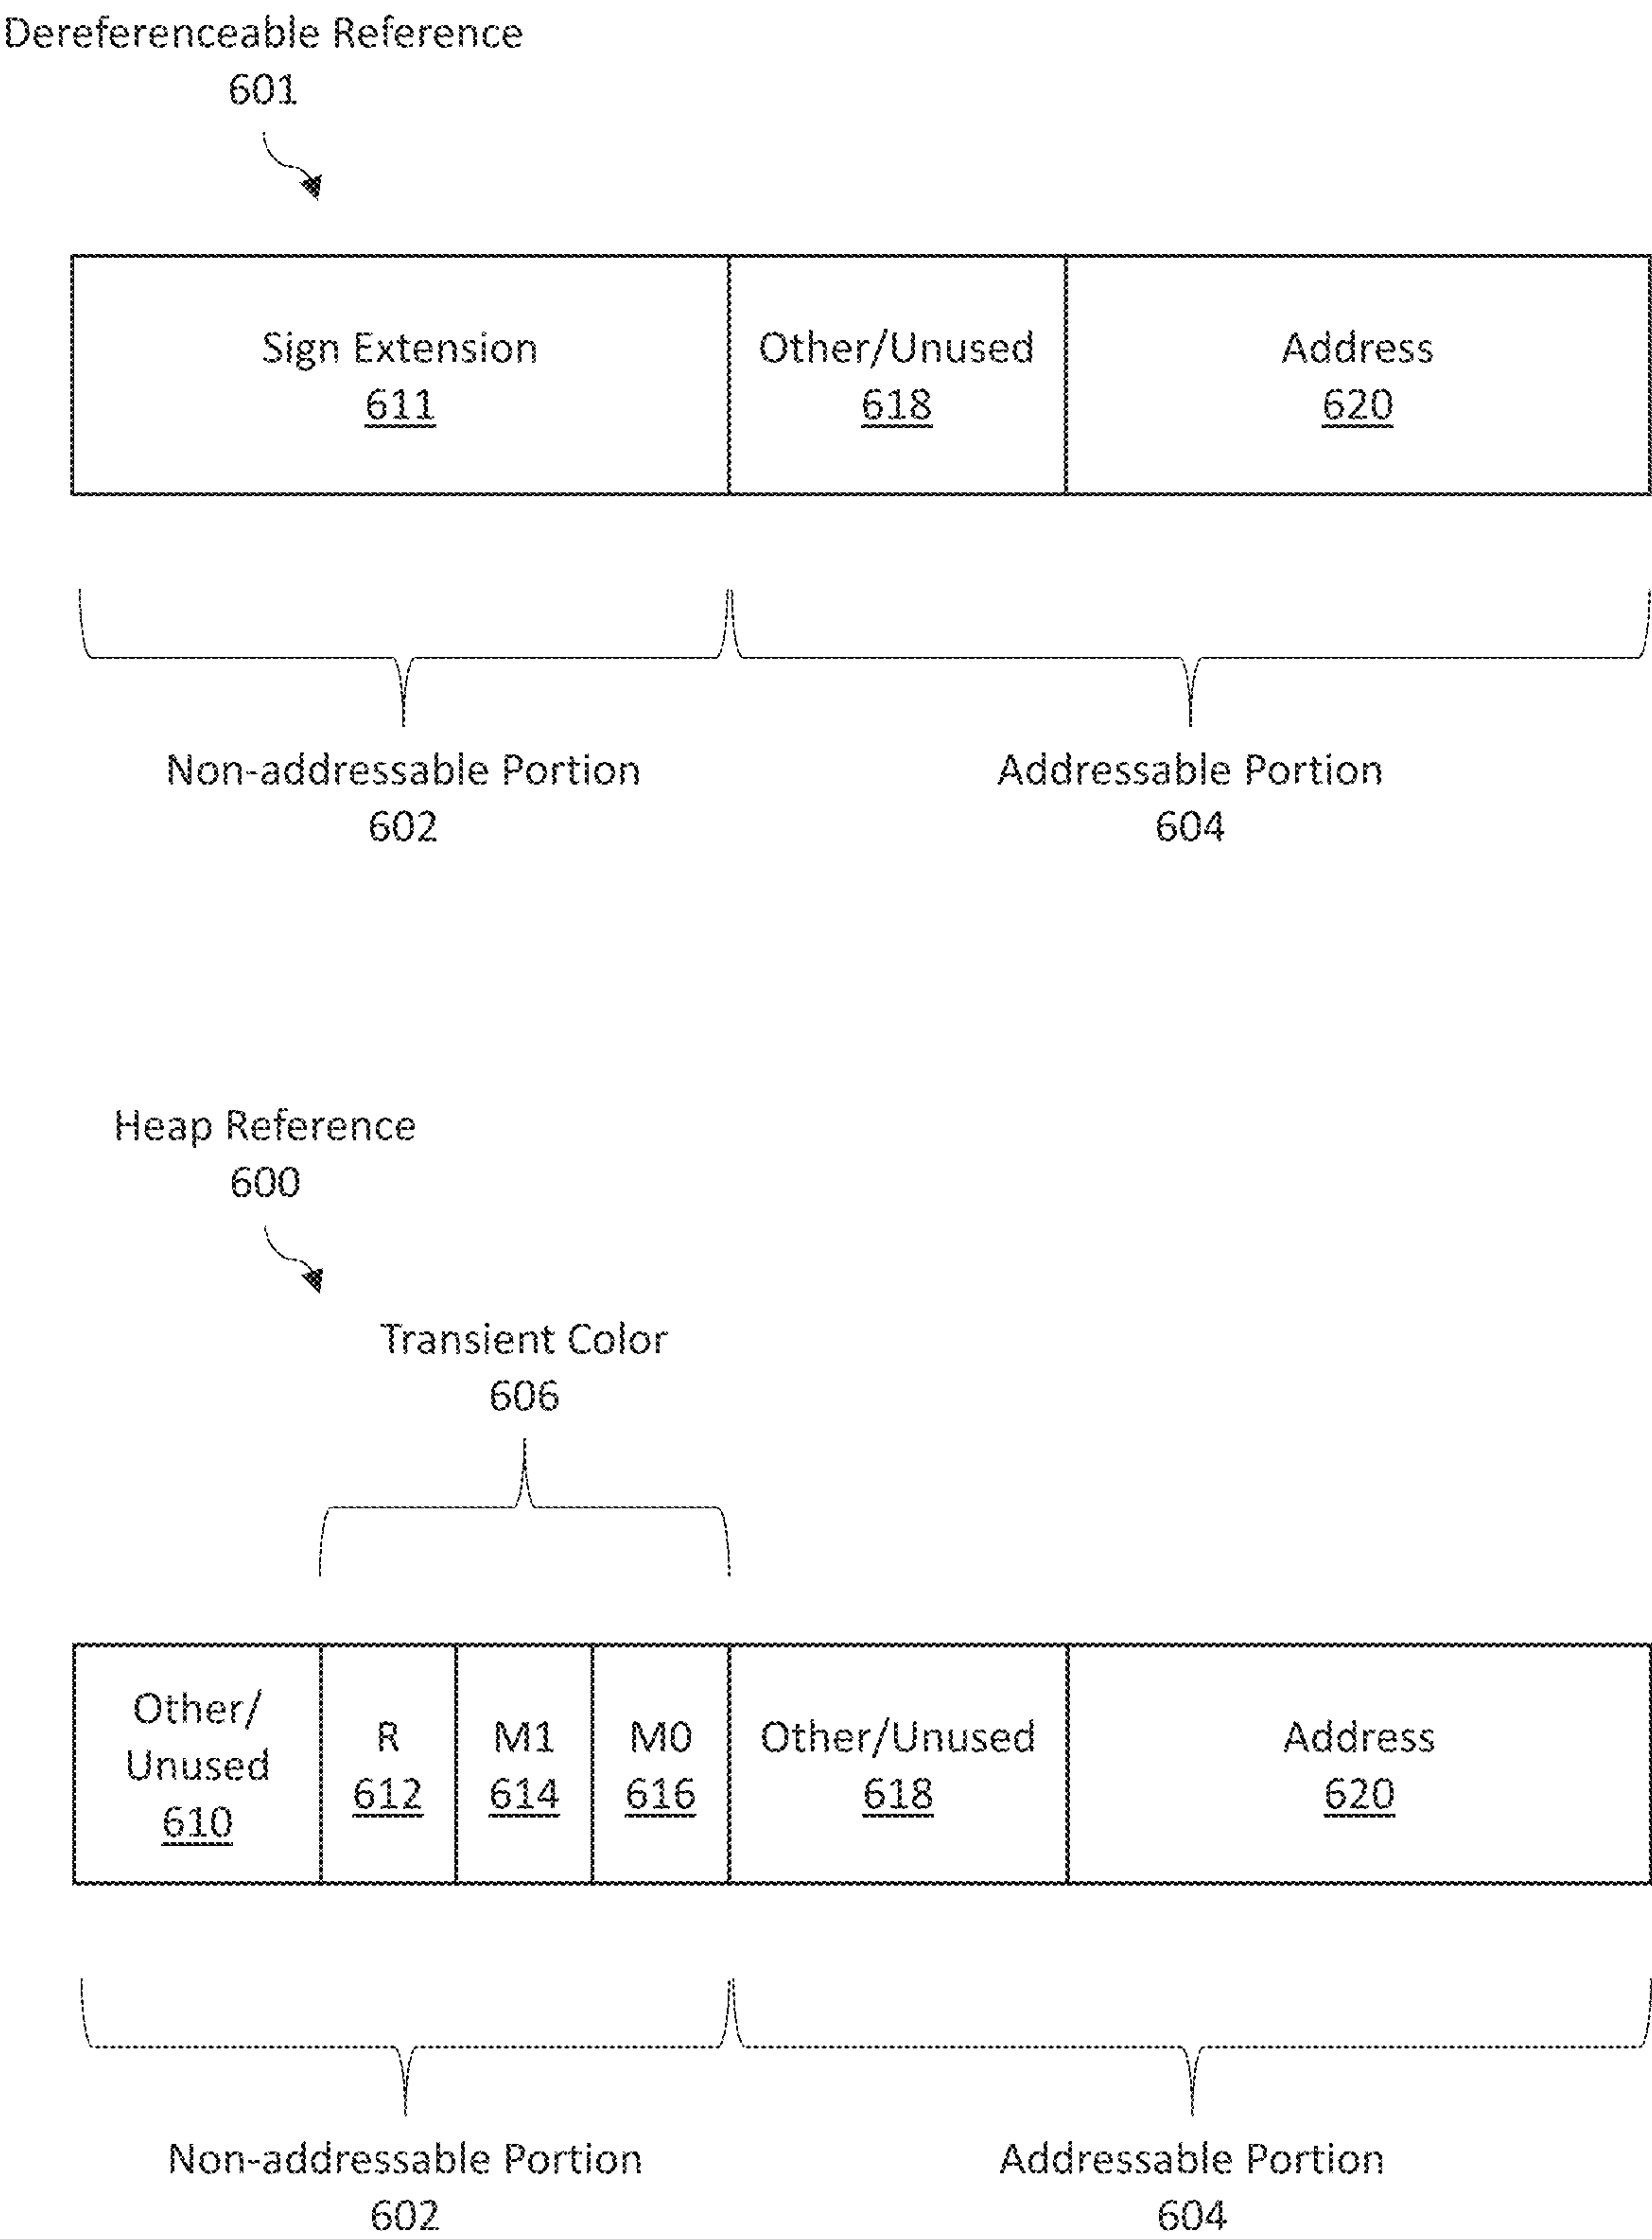 Dereferenceable Reference
601
Sign Extension
611
Other/Unused
618
Address
620
Non-addressable Portion
602
Addressable Portion
604
Heap Reference
600
Transient Color
606
Other/
Unused
610
R
612
M1
614
M0
616
Other/Unused
618
Address
620
Non-addressable Portion
602
Addressable Portion
604